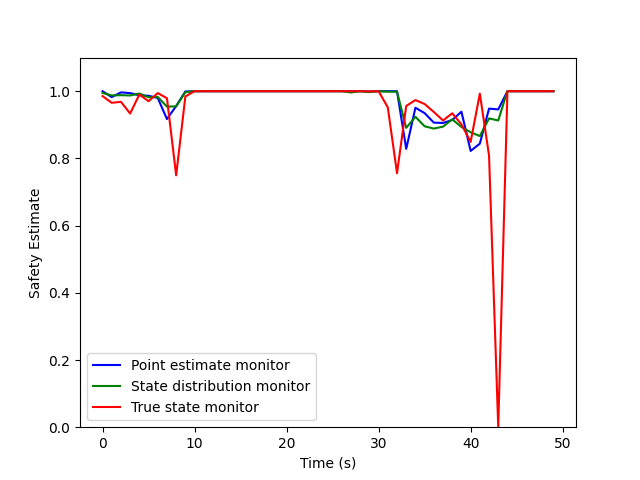 1.0
0.8
0.6
0.4
0.2
0.0
Safety Estimate
Point estimate monitor
State distribution monitor
True state monitor
0 10 20 30 40 50
Time (s)